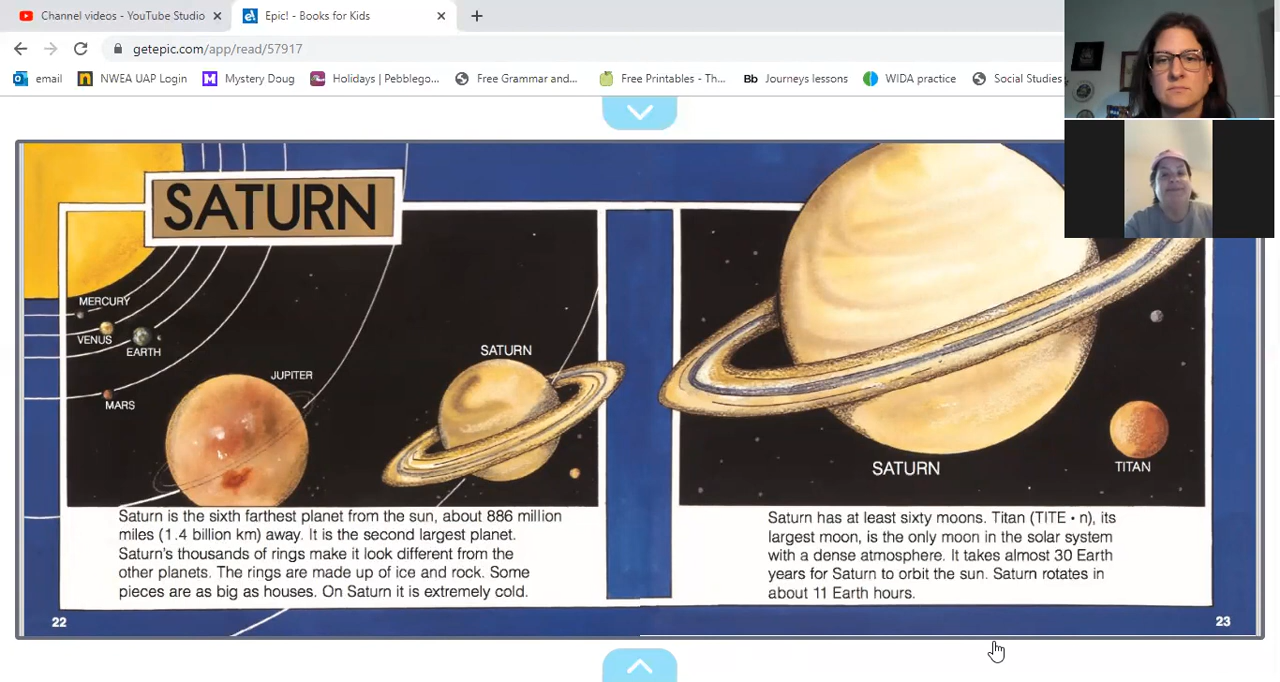 Channel videos - YouTube Studio
Epic! - Books for Kids
getepic.com/app/read/57917
email
NWEA UAP Login
Mystery Doug
Holidays | Pebblego...
Free Grammar and...
Free Printables - Th...
Bb Journeys lessons
WIDA practice
Social Studies
SATURN
MERCURY
VENUS
EARTH
MARS
JUPITER
SATURN
Saturn is the sixth farthest planet from the sun, about 886 million
miles (1.4 billion km) away. It is the second largest planet.
Saturn's thousands of rings make it look different from the
other planets. The rings are made up of ice and rock. Some
pieces are as big as houses. On Saturn it is extremely cold.
22
SATURN
TITAN
Saturn has at least sixty moons. Titan (TITE • n), its
largest moon, is the only moon in the solar system
with a dense atmosphere. It takes almost 30 Earth
years for Saturn to orbit the sun. Saturn rotates in
about 11 Earth hours.
23